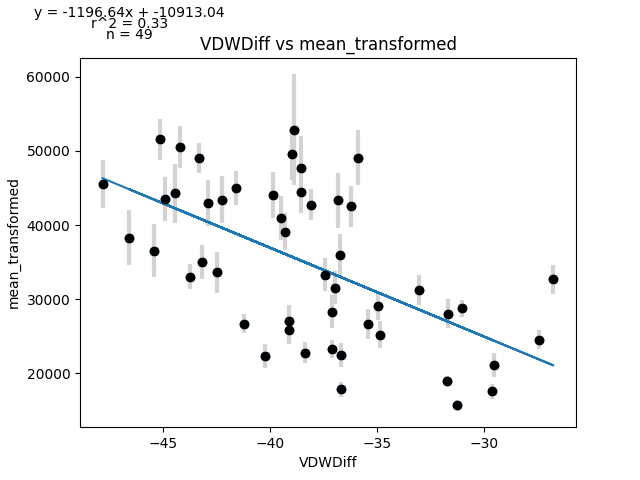 y = -1196.64x + -10913.04
r^2 = 0.33
n = 49
VDWDiff vs mean_transformed
60000
50000
40000
30000
20000
mean_transformed
−45
−40
−35
−30
VDWDiff